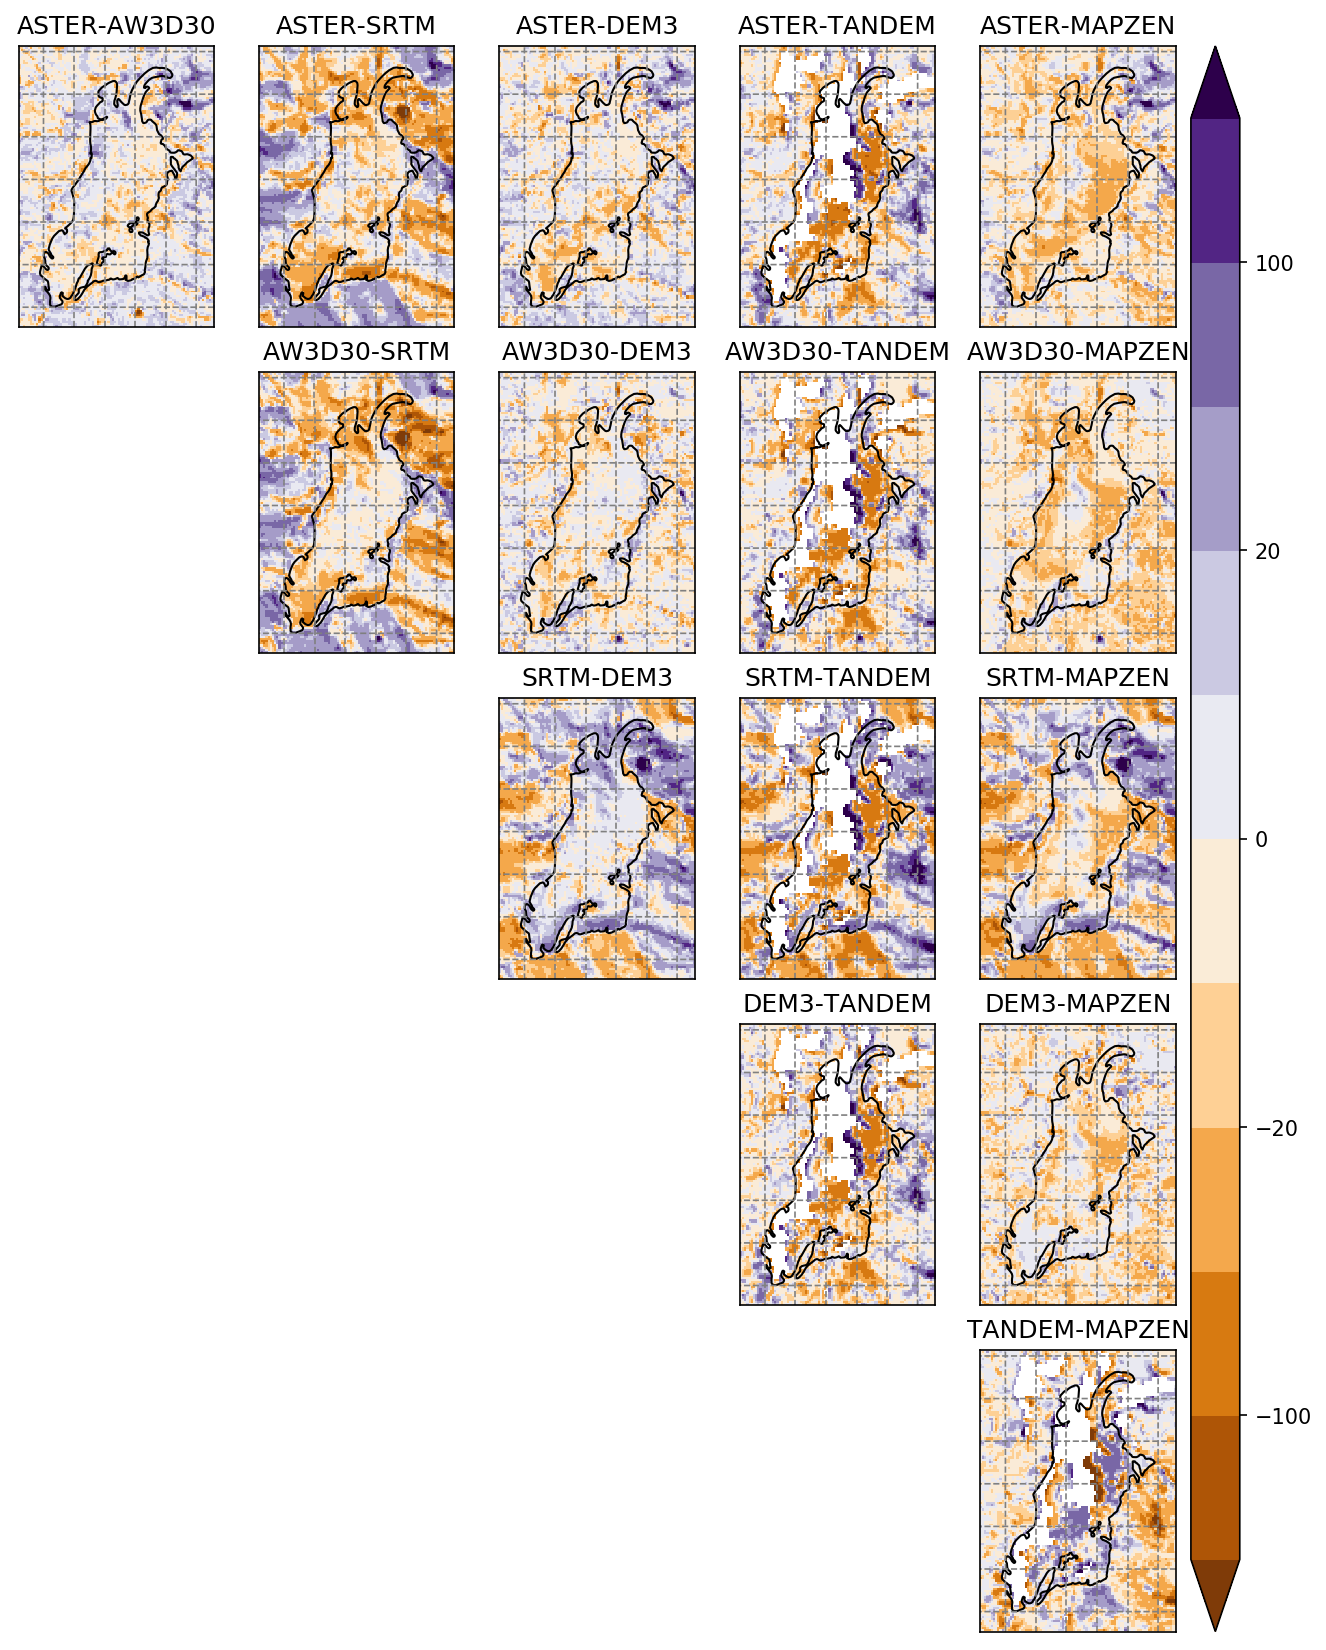 ASTER-AW3D30 ASTER-SRTM ASTER-DEM3 ASTER-TANDEM ASTER-MAPZEN
100
AW3D30-SRTM AW3D30-DEM3 AW3D30-TANDEM AW3D30-MAPZEN
20
SRTM-DEM3 SRTM-TANDEM SRTM-MAPZEN
0
DEM3-TANDEM DEM3-MAPZEN
−20
TANDEM-MAPZEN
−100